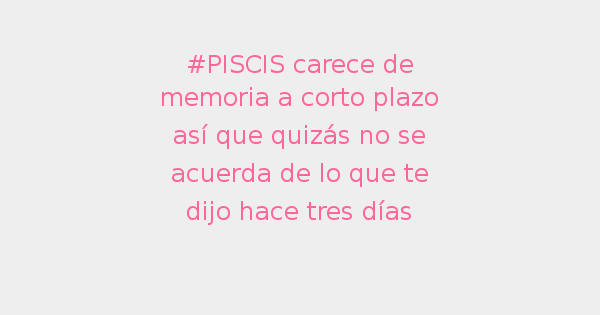 #PISCIS carece de
memoria a corto plazo
así que quizás no se
acuerda de lo que te
dijo hace tres días